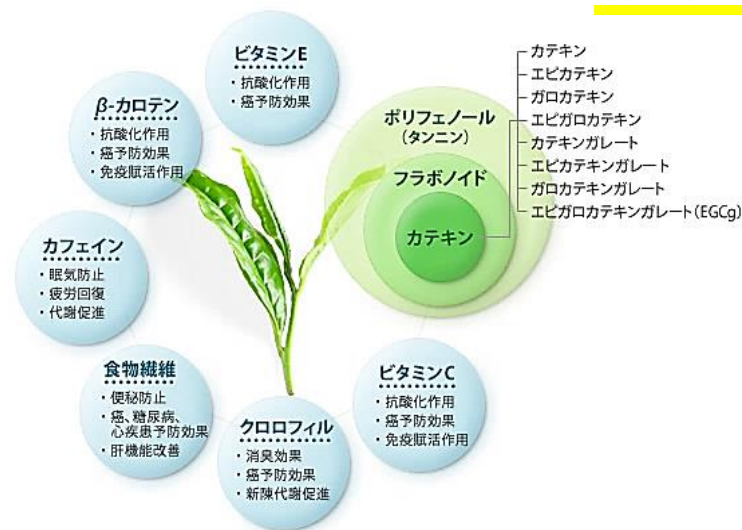 ビタミンE
・抗酸化作用
・癌予防効果
β-カロテン
・抗酸化作用
・癌予防効果
・免疫賦活作用
カフェイン
・眠気防止
・疲労回復
・代謝促進
食物繊維
・便秘防止
・癌、糖尿病、
心疾患予防効果
・肝機能改善
クロロフィル
・消臭効果
・癌予防効果
・新陳代謝促進
ビタミンC
・抗酸化作用
・癌予防効果
・免疫賦活作用
ポリフェノール
(タンニン)
フラボノイド
カテキン
カテキン
エピカテキン
ガロカテキン
エピガロカテキン
カテキンガレート
エピカテキンガレート
ガロカテキンガレート
エピガロカテキンガレート(EGCg)